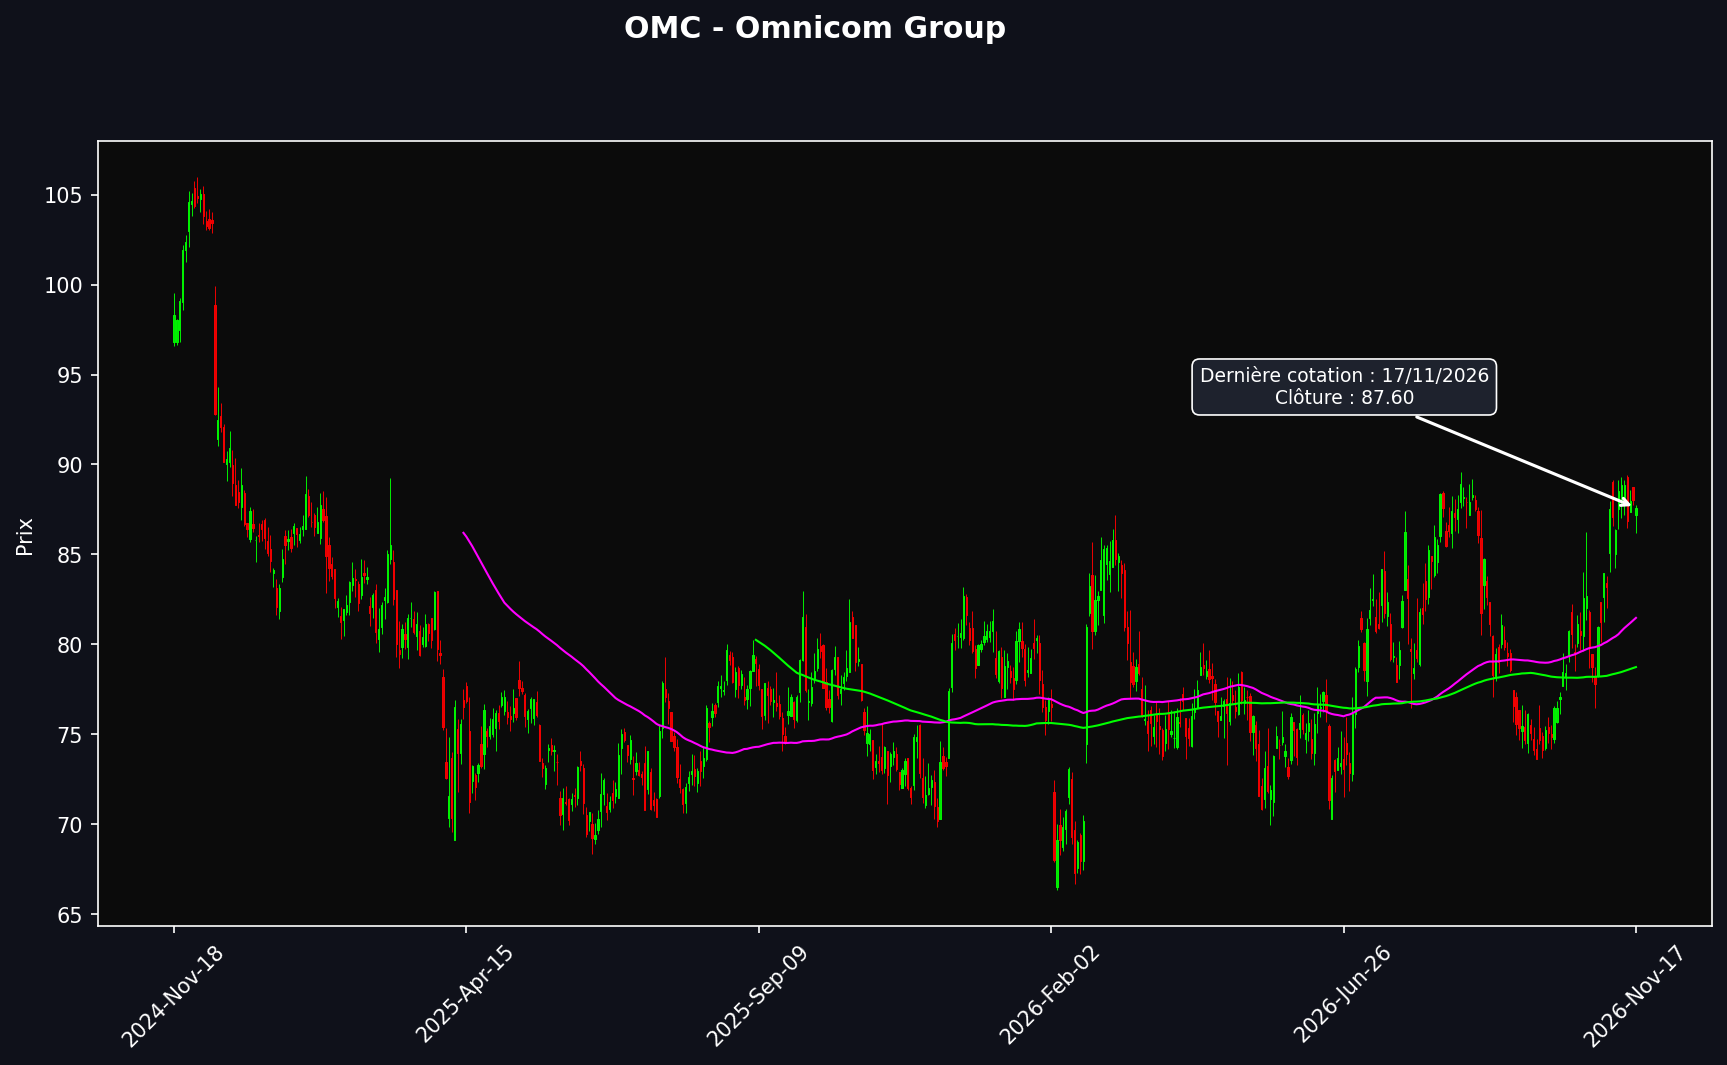 OMC - Omnicom Group
Prix
105
100
95
90
85
80
75
70
65
Dernière cotation : 17/11/2026
Clôture : 87.60
2024-Nov-18
2025-Apr-15
2025-Sep-09
2026-Feb-02
2026-Jun-26
2026-Nov-17